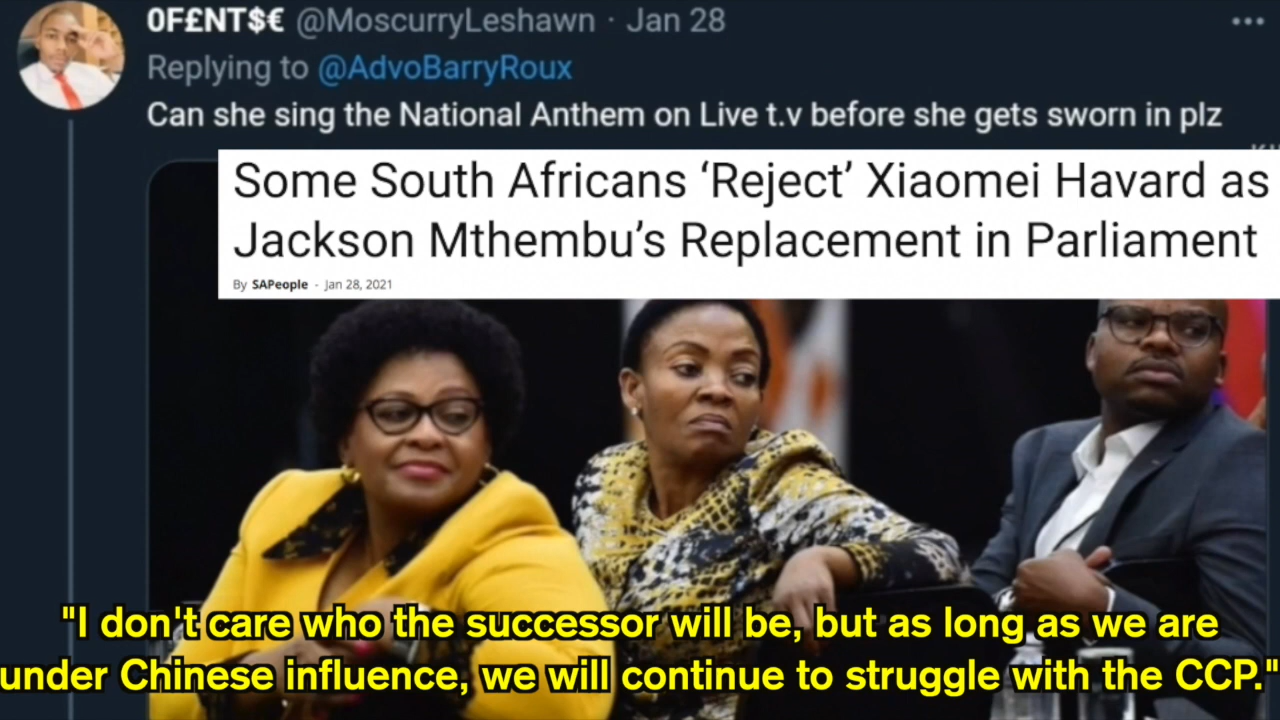 0F£NT$€ @MoscurryLeshawn · Jan 28
Replying to @AdvoBarryRoux
Can she sing the National Anthem on Live t.v before she gets sworn in plz
Some South Africans ‘Reject’ Xiaomei Havard as
Jackson Mthembu’s Replacement in Parliament
By SAPeople - Jan 28, 2021
"I don't care who the successor will be, but as long as we are
under Chinese influence, we will continue to struggle with the CCP."